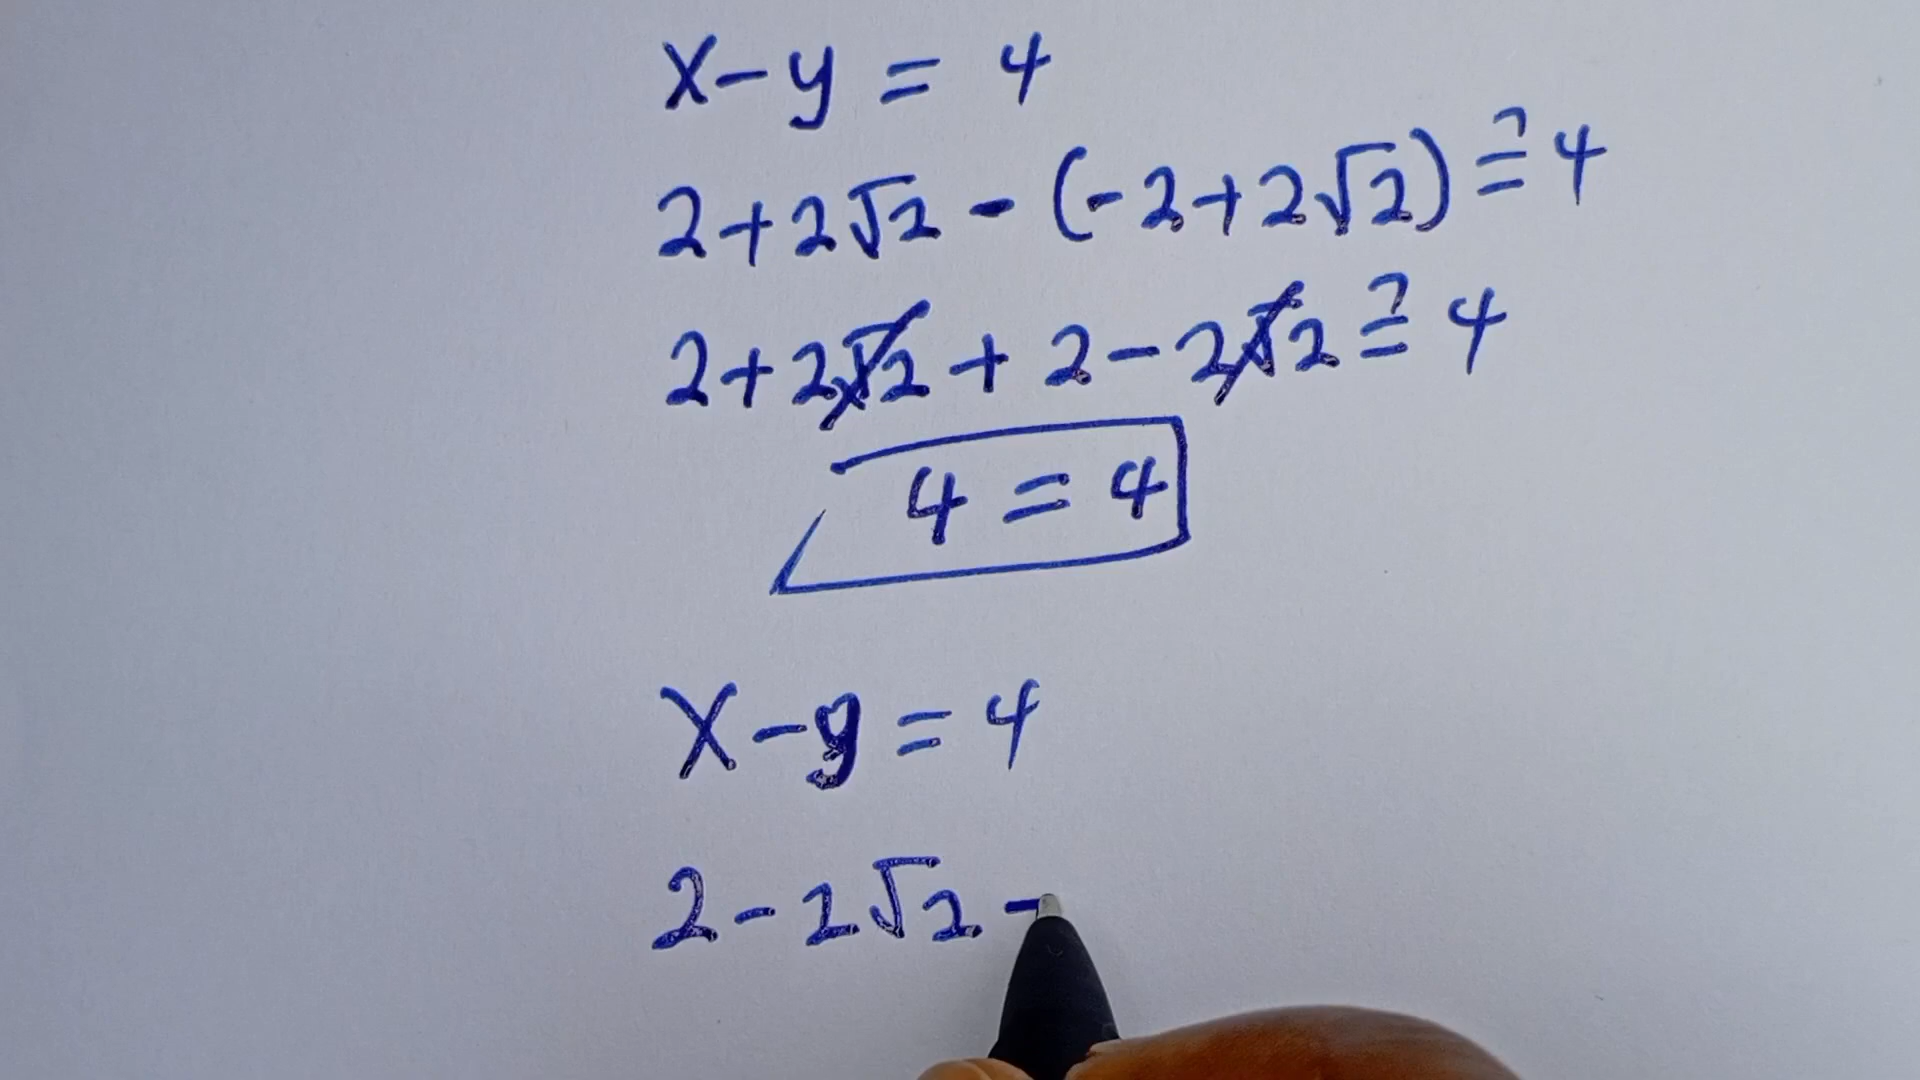 x-y = 4
2+2√2 - (-2+2√2) ≟ 4
2+2√2 + 2-2√2 ≟ 4
4 = 4
x-y = 4
2-2√2 -